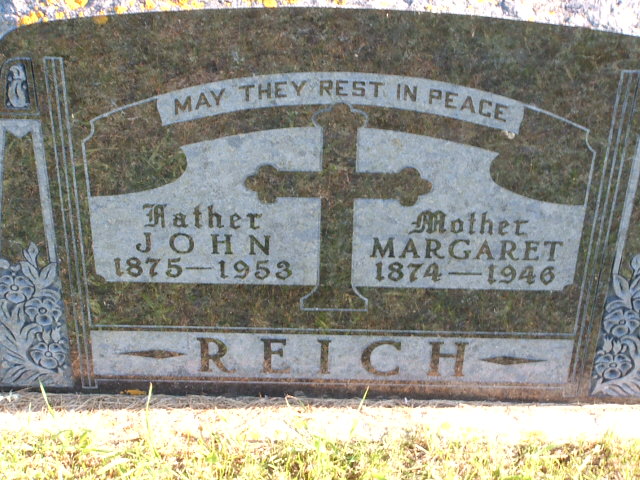 MAY THEY REST IN PEACE
Father
JOHN
1875—1953
Mother
MARGARET
1874—1946
REICH